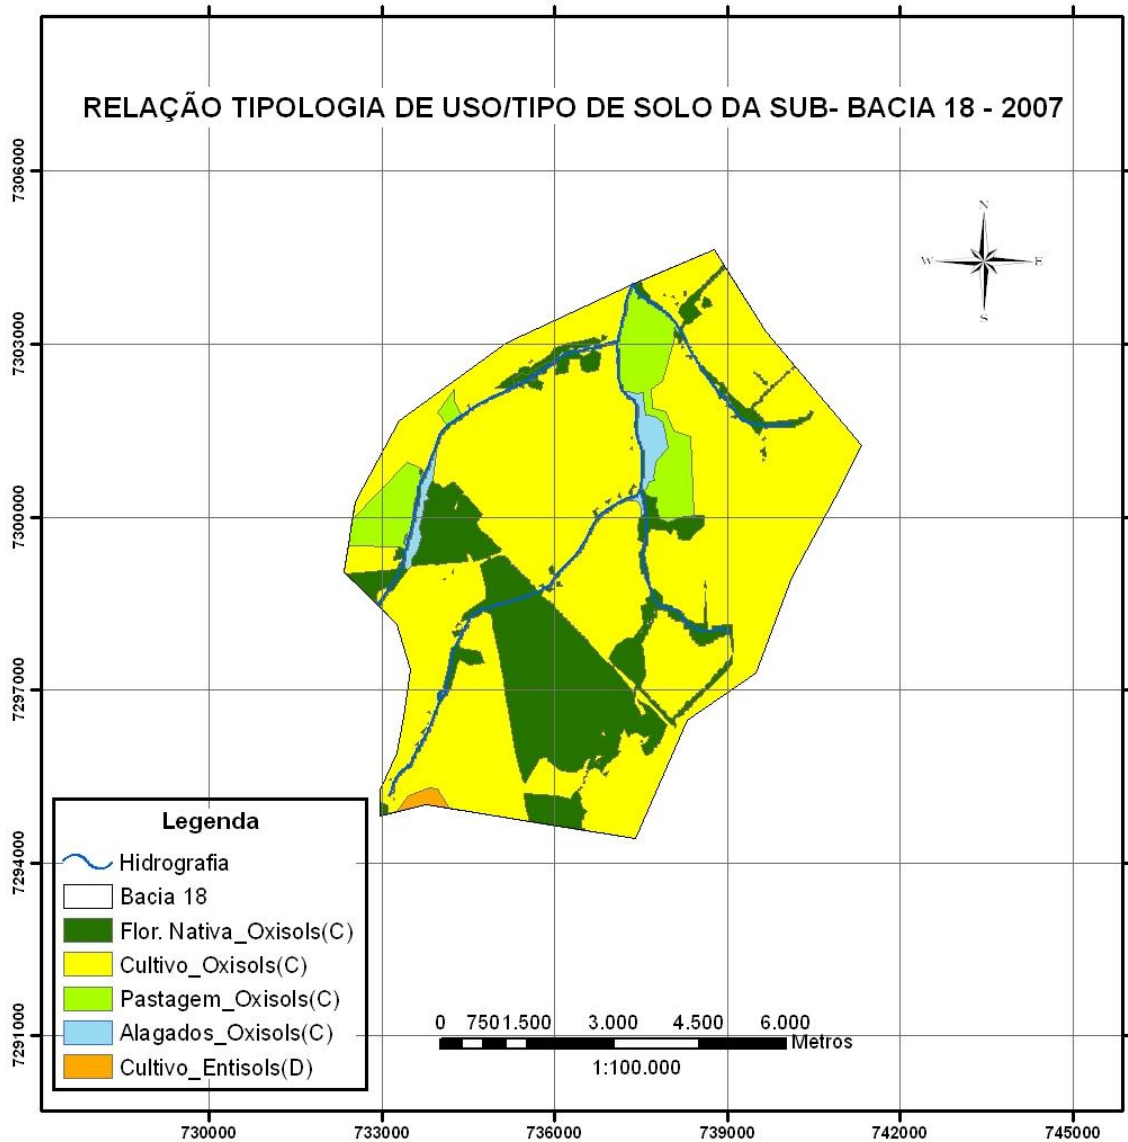 RELAÇÃO TIPOLOGIA DE USO/TIPO DE SOLO DA SUB- BACIA 18 - 2007
7306000
7303000
7300000
7297000
7294000
7291000
N
W
E
S
Legenda
Hidrografia
Bacia 18
Flor. Nativa_Oxisols(C)
Cultivo_Oxisols(C)
Pastagem_Oxisols(C)
Alagados_Oxisols(C)
Cultivo_Entisols(D)
0 750 1.500 3.000 4.500 6.000
Metros
1:100.000
730000 733000 736000 739000 742000 745000